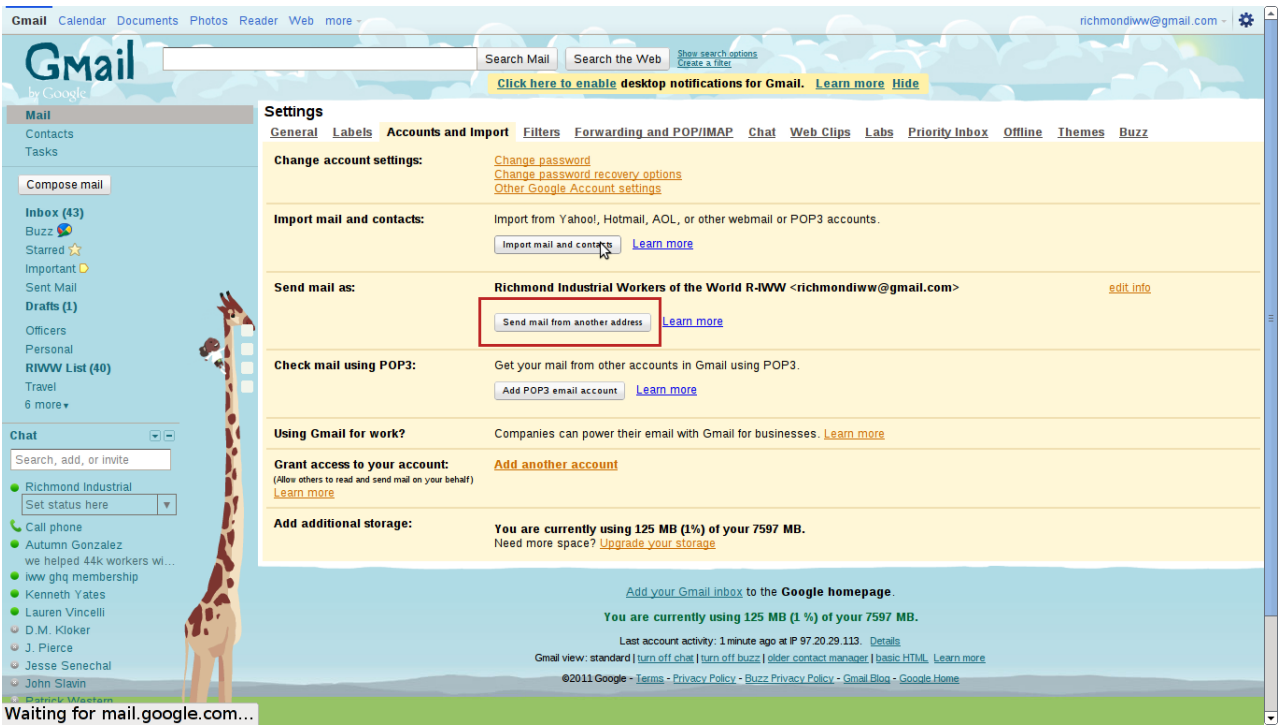 Gmail Calendar Documents Photos Reader Web more
richmondiww@gmail.com
GMail
by Google
Search Mail
Search the Web
Show search options
Create a filter
Click here to enable desktop notifications for Gmail. Learn more Hide
Mail
Contacts
Tasks
Compose mail
Inbox (43)
Buzz
Starred
Important
Sent Mail
Drafts (1)
Officers
Personal
RIWW List (40)
Travel
6 more
Chat
Search, add, or invite
Richmond Industrial
Set status here
Call phone
Autumn Gonzalez
we helped 44k workers wi...
iww ghq membership
Kenneth Yates
Lauren Vincelli
D.M. Kloker
J. Pierce
Jesse Senechal
John Slavin
Patrick Western
Waiting for mail.google.com...
Settings
General Labels Accounts and Import Filters Forwarding and POP/IMAP Chat Web Clips Labs Priority Inbox Offline Themes Buzz
Change account settings:
Change password
Change password recovery options
Other Google Account settings
Import mail and contacts:
Import from Yahoo!, Hotmail, AOL, or other webmail or POP3 accounts.
Import mail and contacts
Learn more
Send mail as:
Richmond Industrial Workers of the World R-IWW <richmondiww@gmail.com>
edit info
Send mail from another address
Learn more
Check mail using POP3:
Get your mail from other accounts in Gmail using POP3.
Add POP3 email account
Learn more
Using Gmail for work?
Companies can power their email with Gmail for businesses. Learn more
Grant access to your account:
(Allow others to read and send mail on your behalf)
Learn more
Add another account
Add additional storage:
You are currently using 125 MB (1%) of your 7597 MB.
Need more space? Upgrade your storage
Add your Gmail inbox to the Google homepage.
You are currently using 125 MB (1 %) of your 7597 MB.
Last account activity: 1 minute ago at IP 97.20.29.113. Details
Gmail view: standard | turn off chat | turn off buzz | older contact manager | basic HTML Learn more
©2011 Google - Terms - Privacy Policy - Buzz Privacy Policy - Gmail Blog - Google Home